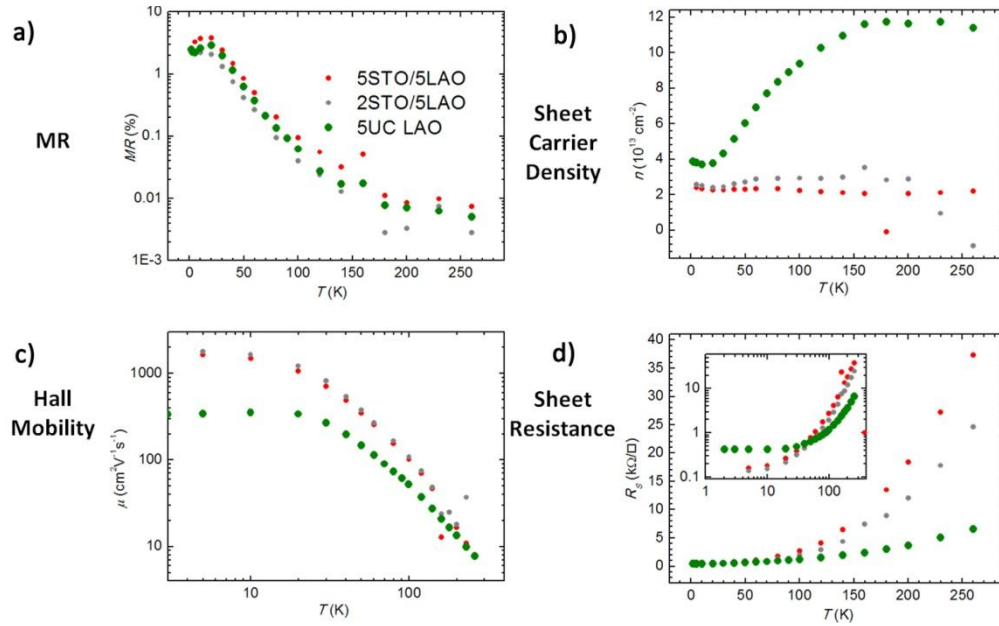 a)
MR
MR (%)
10
1
0.1
0.01
1E-3
5STO/5LAO
2STO/5LAO
5UC LAO
0 50 100 150 200 250
T (K)
b)
Sheet
Carrier
Density
n (10¹³ cm⁻²)
12
10
8
6
4
2
0
0 50 100 150 200 250
T (K)
c)
Hall
Mobility
μ (cm²V⁻¹s⁻¹)
1000
100
10
10 100
T (K)
d)
Sheet
Resistance
R_S (kΩ/□)
40
35
30
25
20
15
10
5
0
10
1
0.1
1 10 100
0 50 100 150 200 250
T (K)